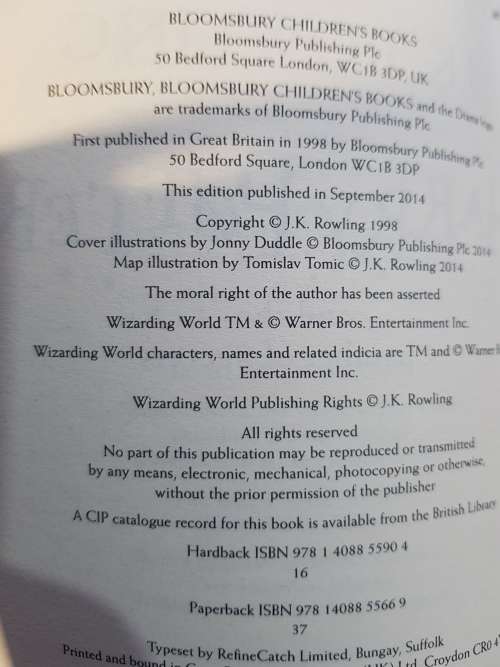 BLOOMSBURY CHILDREN'S BOOKS
Bloomsbury Publishing Plc
50 Bedford Square London, WC1B 3DP, UK
BLOOMSBURY, BLOOMSBURY CHILDREN'S BOOKS and the Diana logo
are trademarks of Bloomsbury Publishing Plc
First published in Great Britain in 1998 by Bloomsbury Publishing Plc
50 Bedford Square, London WC1B 3DP
This edition published in September 2014
Copyright © J.K. Rowling 1998
Cover illustrations by Jonny Duddle © Bloomsbury Publishing Plc 2014
Map illustration by Tomislav Tomic © J.K. Rowling 2014
The moral right of the author has been asserted
Wizarding World TM & © Warner Bros. Entertainment Inc.
Wizarding World characters, names and related indicia are TM and © Warner
Entertainment Inc.
Wizarding World Publishing Rights © J.K. Rowling
All rights reserved
No part of this publication may be reproduced or transmitted
by any means, electronic, mechanical, photocopying or otherwise,
without the prior permission of the publisher
A CIP catalogue record for this book is available from the British Library
Hardback ISBN 978 1 4088 5590 4
16
Paperback ISBN 978 14088 5566 9
37
Typeset by RefineCatch Limited, Bungay, Suffolk
Printed and bound in Ltd, Croydon CR0